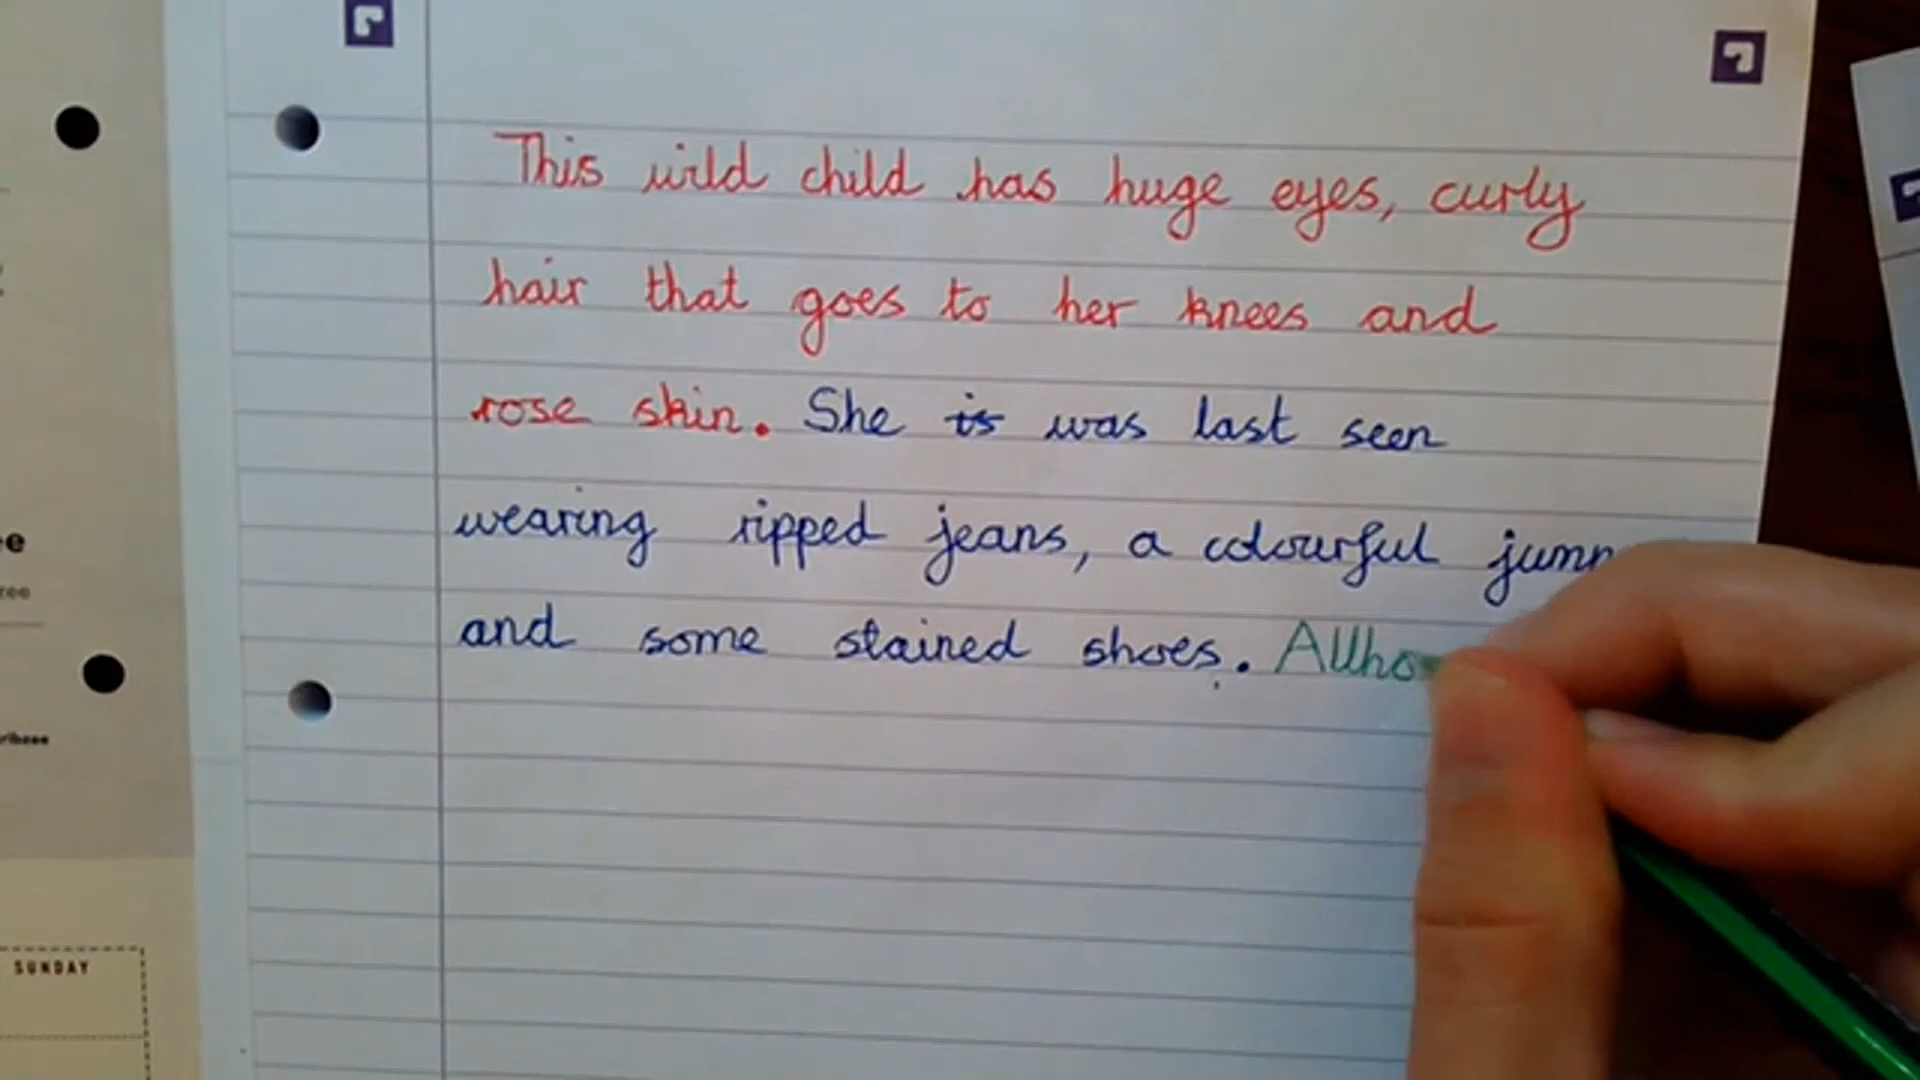 This wild child has huge eyes, curly
hair that goes to her knees and
rose skin. She is was last seen
wearing ripped jeans, a colourful
and some stained shoes.
SUNDAY